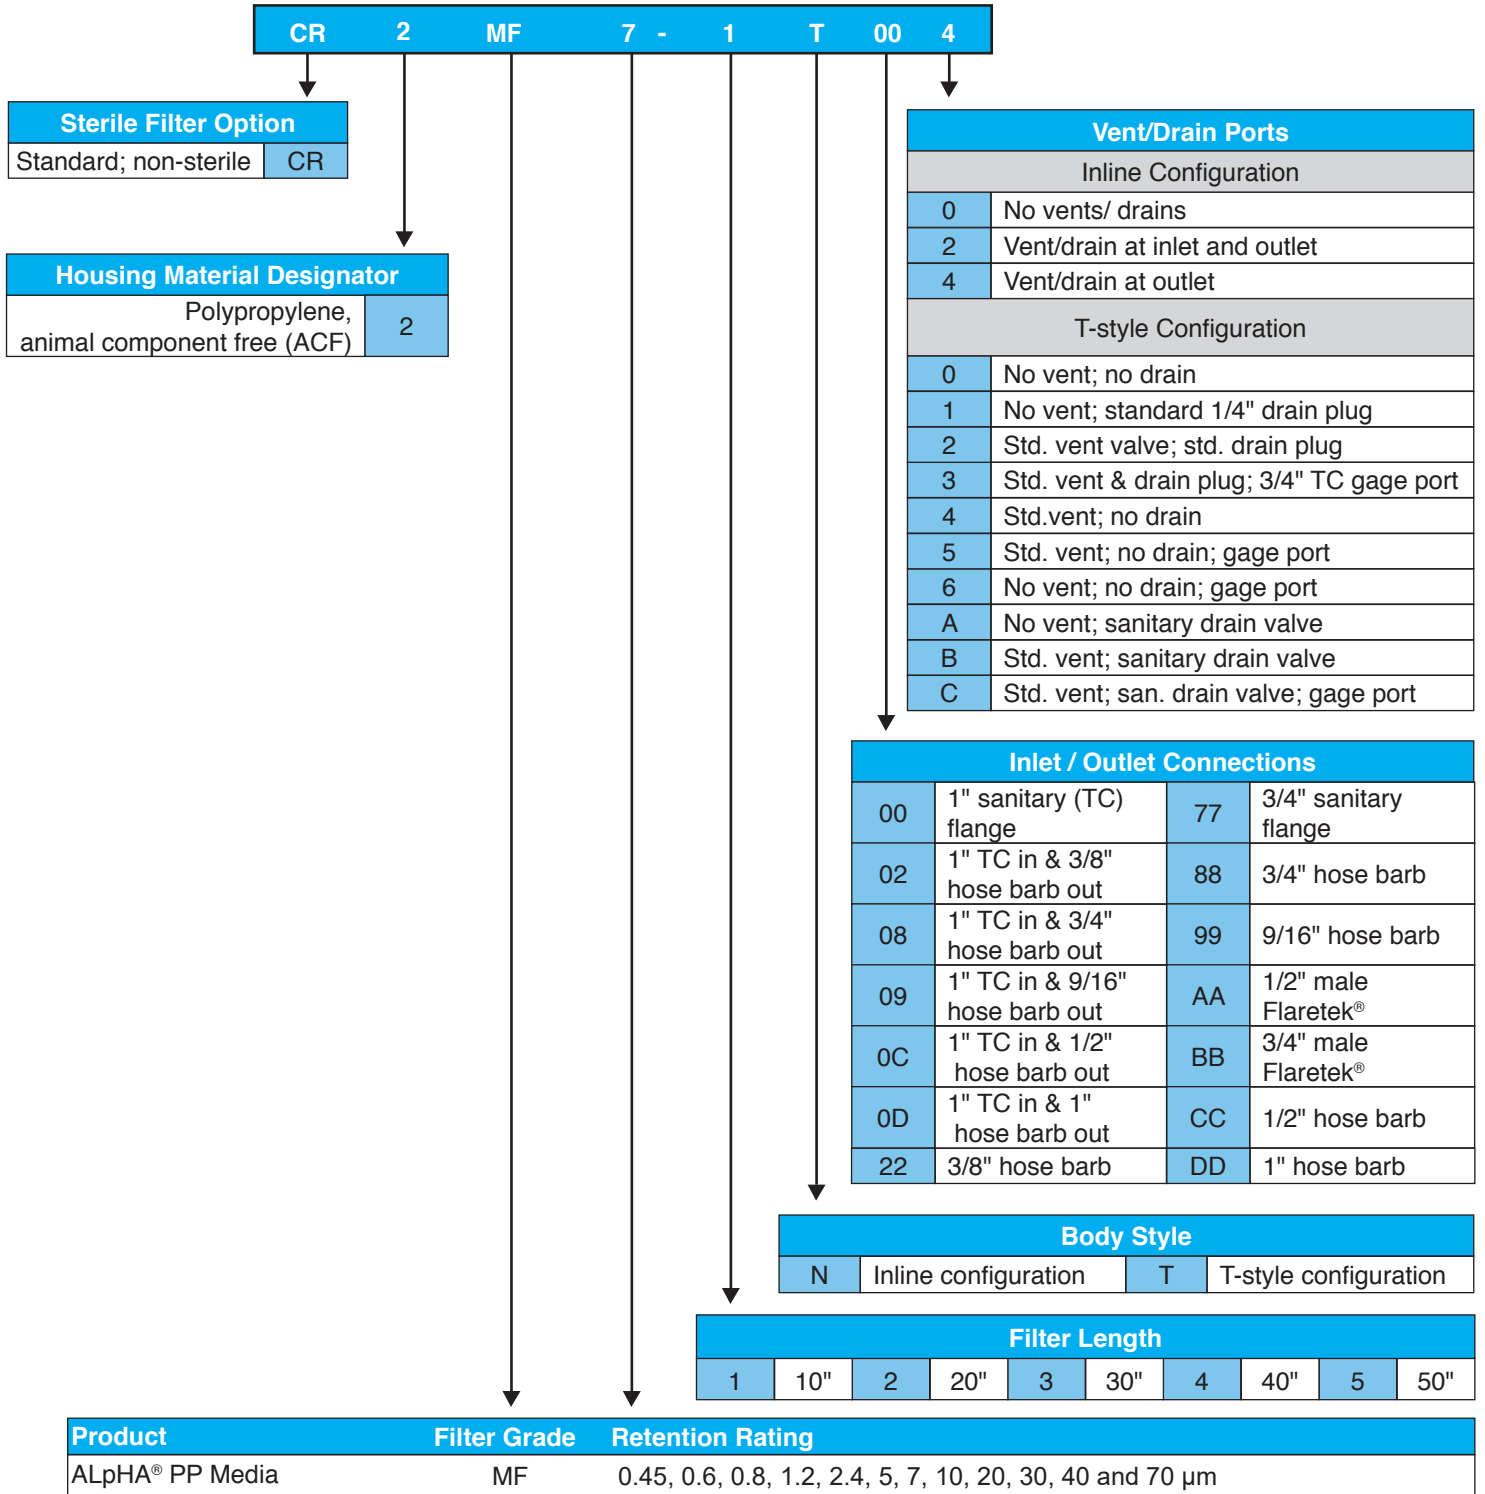 CR 2 MF 7 - 1 T 00 4
Sterile Filter Option
Standard; non-sterile CR
Housing Material Designator
Polypropylene,
animal component free (ACF) 2
Vent/Drain Ports
Inline Configuration
0 No vents/ drains
2 Vent/drain at inlet and outlet
4 Vent/drain at outlet
T-style Configuration
0 No vent; no drain
1 No vent; standard 1/4" drain plug
2 Std. vent valve; std. drain plug
3 Std. vent & drain plug; 3/4" TC gage port
4 Std.vent; no drain
5 Std. vent; no drain; gage port
6 No vent; no drain; gage port
A No vent; sanitary drain valve
B Std. vent; sanitary drain valve
C Std. vent; san. drain valve; gage port
Inlet / Outlet Connections
00 1" sanitary (TC) flange 77 3/4" sanitary flange
02 1" TC in & 3/8" hose barb out 88 3/4" hose barb
08 1" TC in & 3/4" hose barb out 99 9/16" hose barb
09 1" TC in & 9/16" hose barb out AA 1/2" male Flaretek®
0C 1" TC in & 1/2" hose barb out BB 3/4" male Flaretek®
0D 1" TC in & 1" hose barb out CC 1/2" hose barb
22 3/8" hose barb DD 1" hose barb
Body Style
N Inline configuration T T-style configuration
Filter Length
1 10" 2 20" 3 30" 4 40" 5 50"
Product Filter Grade Retention Rating
ALpHA® PP Media MF 0.45, 0.6, 0.8, 1.2, 2.4, 5, 7, 10, 20, 30, 40 and 70 µm